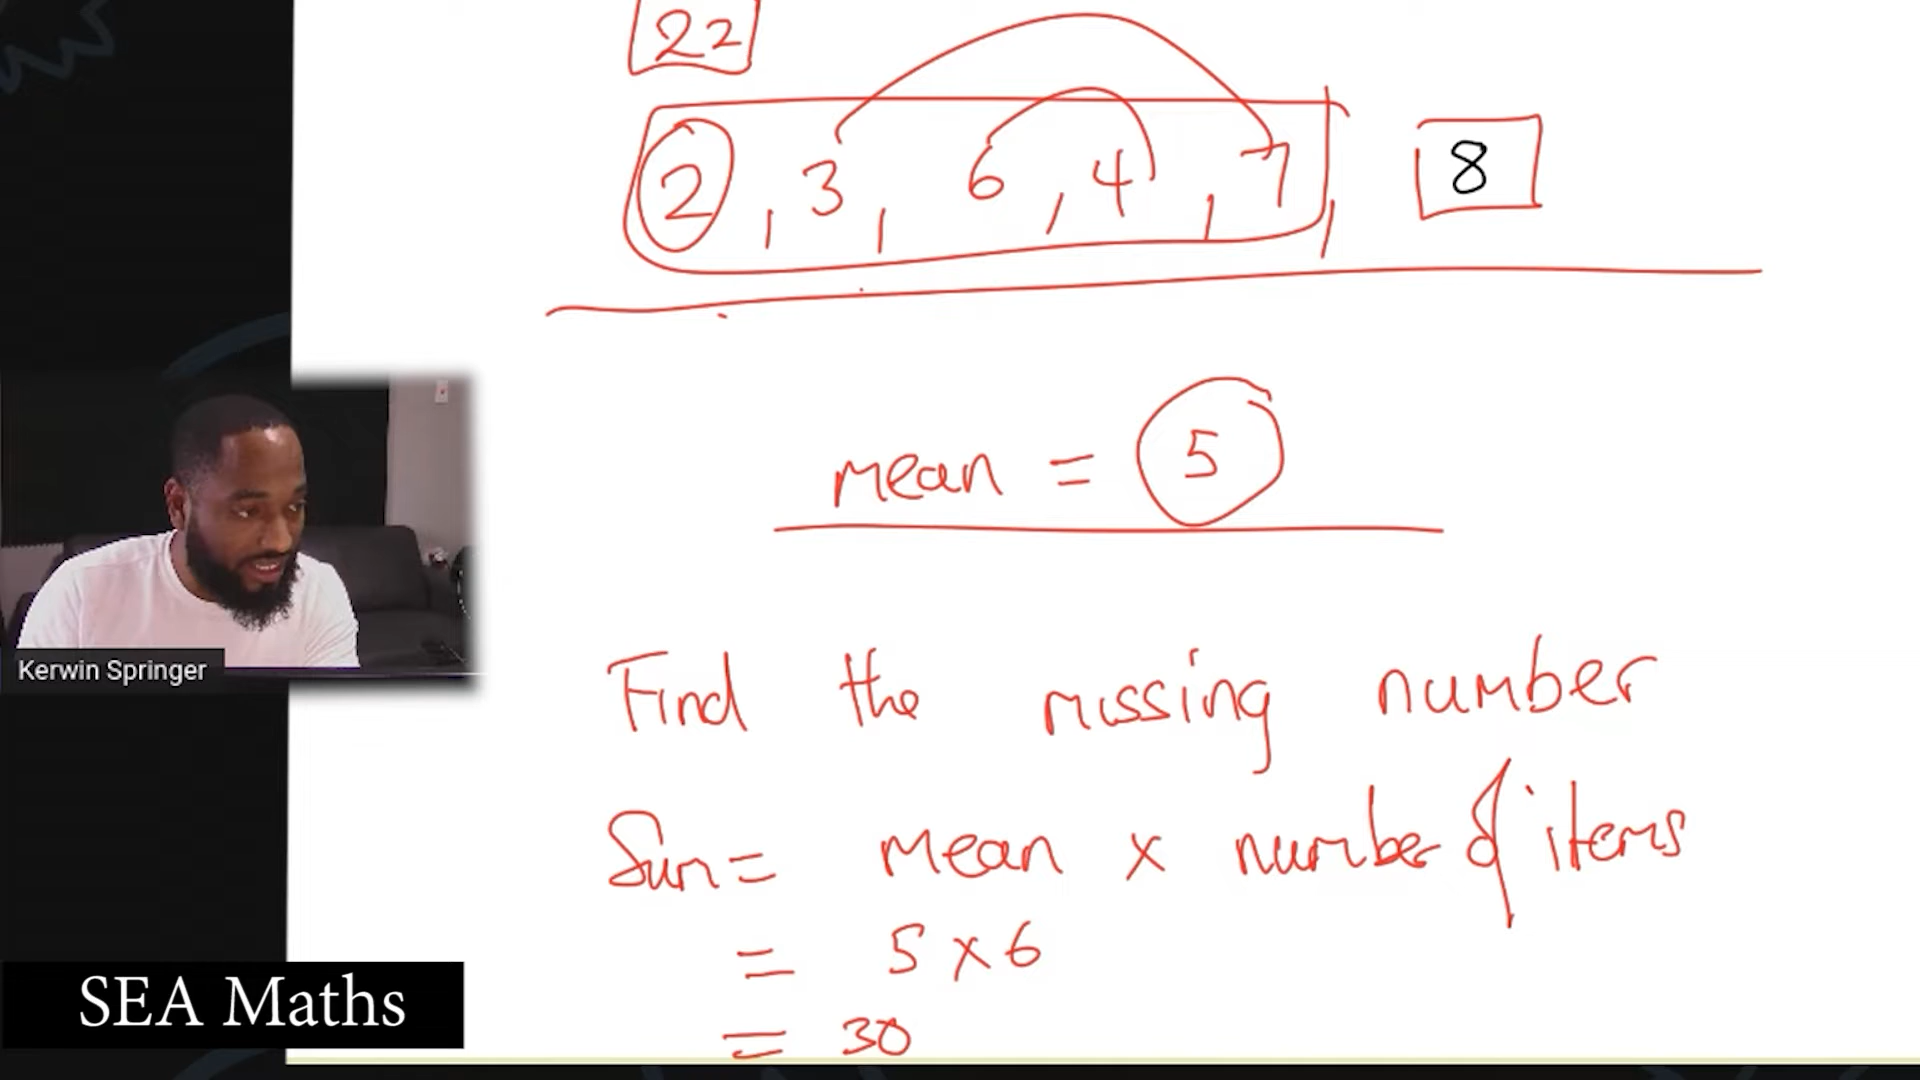 22
2, 3, 6, 4, 7, 8
mean = 5
Find the missing number
Sum = mean x number of items
= 5 x 6
= 30
Kerwin Springer
SEA Maths